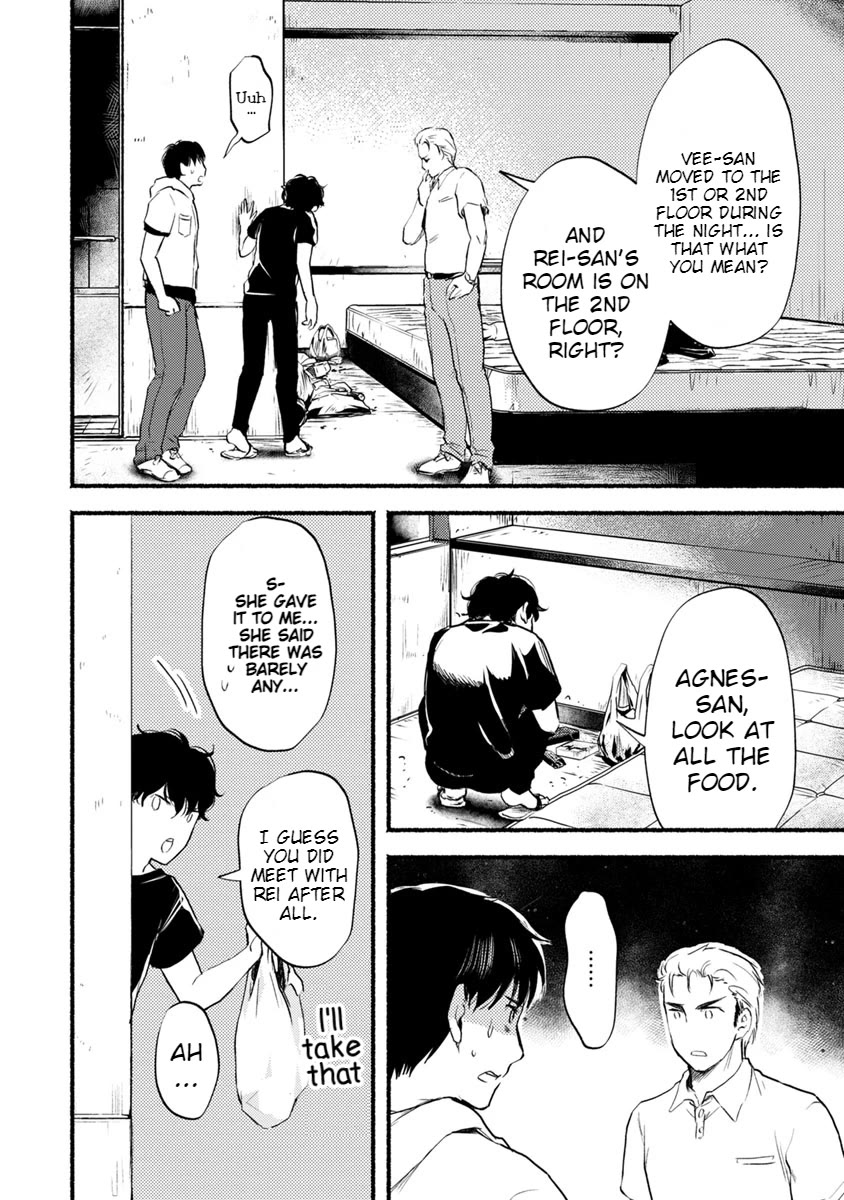 VEE-SAN
MOVED TO THE
1ST OR 2ND
FLOOR DURING
THE NIGHT... IS
THAT WHAT
YOU MEAN?
AND
REI-SAN'S
ROOM IS ON
THE 2ND
FLOOR,
RIGHT?
Uuh
...
AGNES-
SAN,
LOOK AT
ALL THE
FOOD.
......
S-
SHE GAVE
IT TO ME...
SHE SAID
THERE WAS
BARELY
ANY...
I GUESS
YOU DID
MEET WITH
REI AFTER
ALL.
I'll
take
that
AH
...